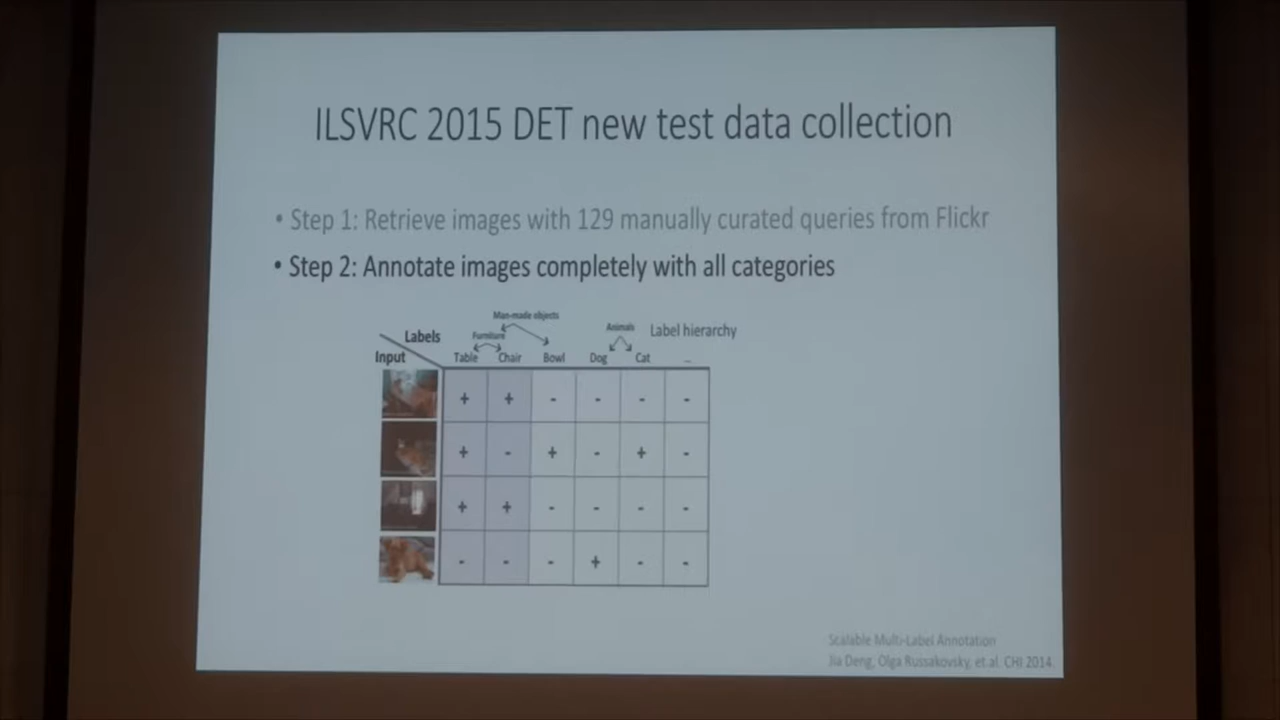 ILSVRC 2015 DET new test data collection
• Step 1: Retrieve images with 129 manually curated queries from Flickr
• Step 2: Annotate images completely with all categories
Man-made objects
Furniture
Animals
Label hierarchy
Labels
Input
Table Chair Bowl Dog Cat ...
+ + - - - -
+ - + - + -
+ + - - - -
- - - + - -
Scalable Multi-Label Annotation
Jia Deng, Olga Russakovsky, et.al. CHI 2014.